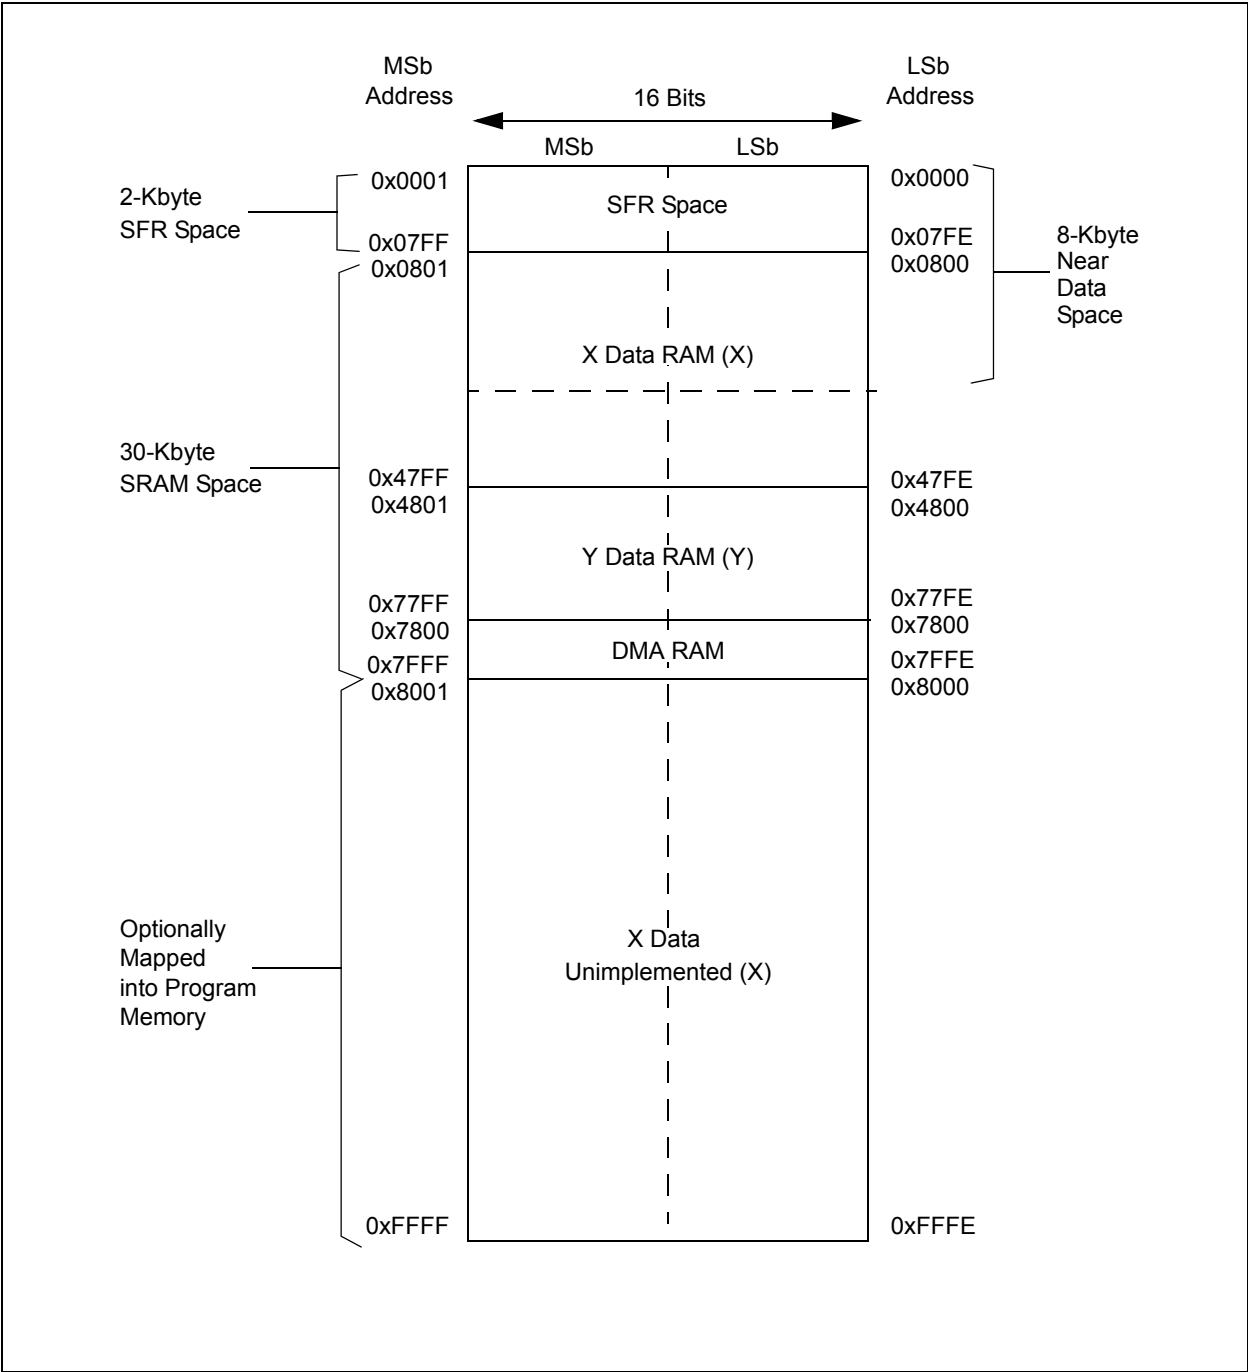 MSb
Address
LSb
Address
16 Bits
MSb
LSb
2-Kbyte
SFR Space
0x0001
SFR Space
0x0000
0x07FF
0x0801
0x07FE
0x0800
8-Kbyte
Near
Data
Space
X Data RAM (X)
30-Kbyte
SRAM Space
0x47FF
0x4801
0x47FE
0x4800
Y Data RAM (Y)
0x77FF
0x7800
0x77FE
0x7800
DMA RAM
0x7FFF
0x8001
0x7FFE
0x8000
Optionally
Mapped
into Program
Memory
X Data
Unimplemented (X)
0xFFFF
0xFFFE